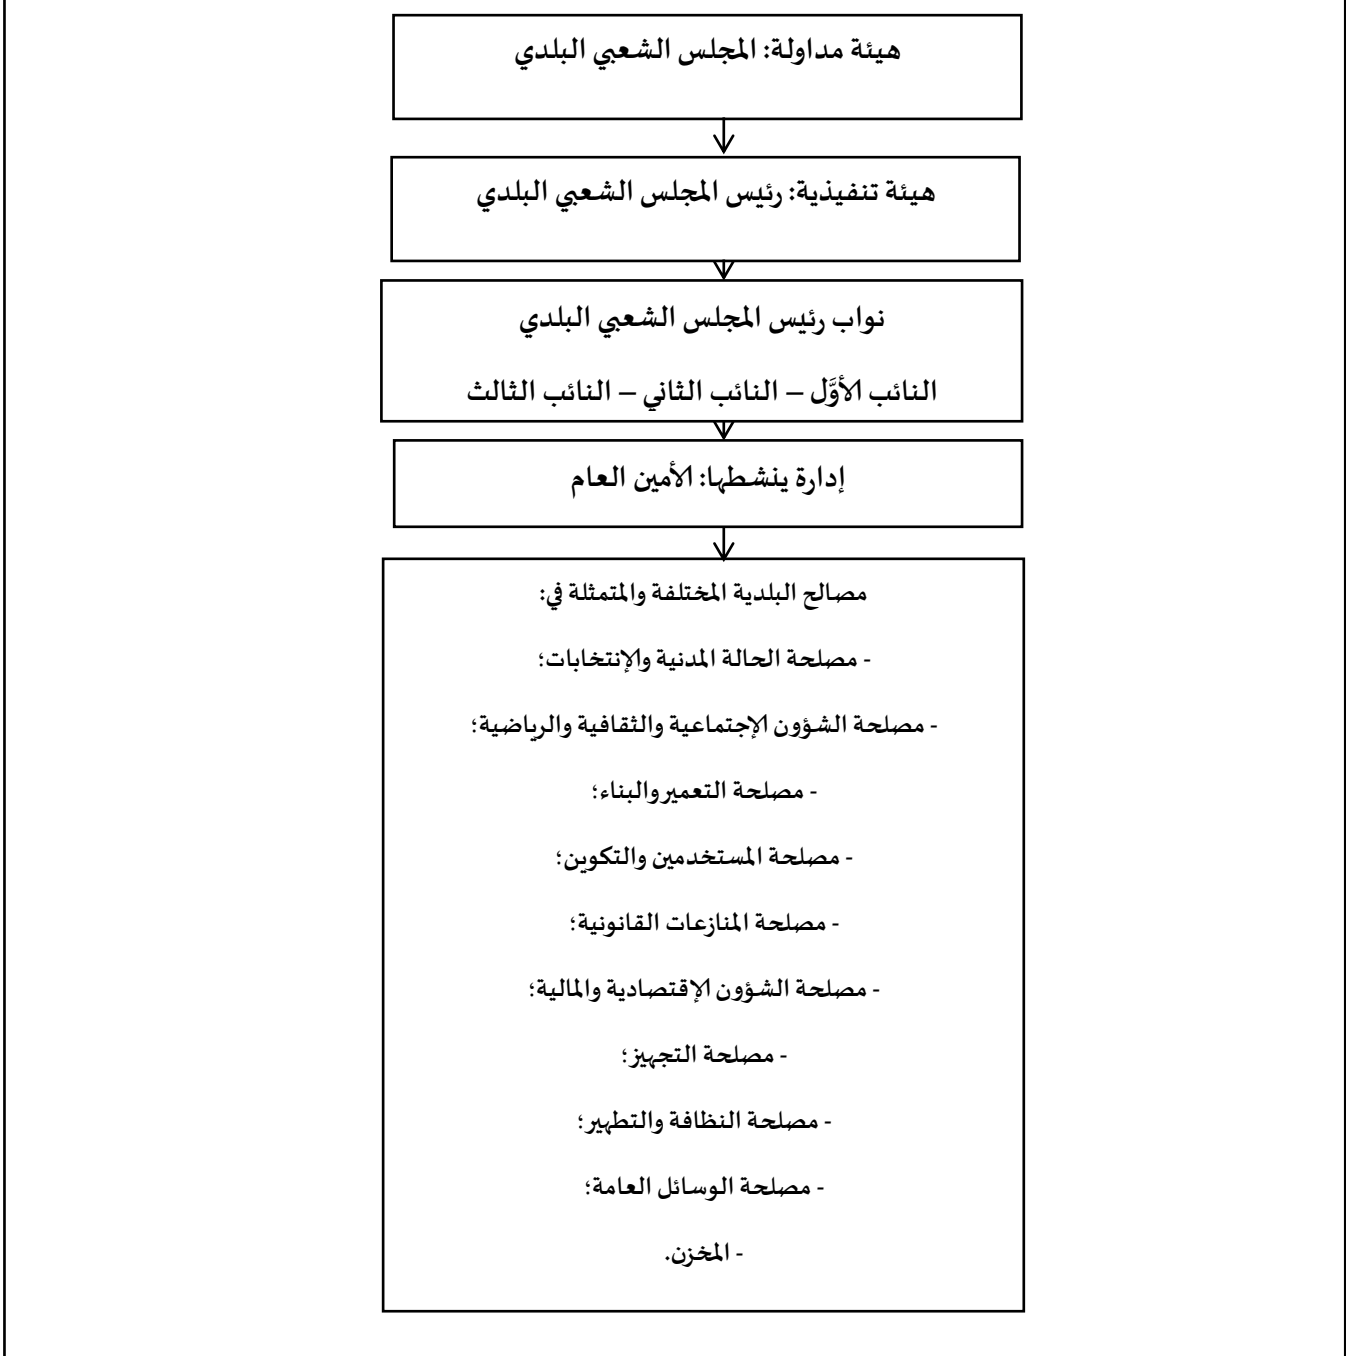 هيئة مداولة: المجلس الشعبي البلدي
هيئة تنفيذية: رئيس المجلس الشعبي البلدي
نواب رئيس المجلس الشعبي البلدي
النائب الأوَّل – النائب الثاني – النائب الثالث
إدارة ينشطها: الأمين العام
مصالح البلدية المختلفة والمتمثلة في:
- مصلحة الحالة المدنية والإنتخابات؛
- مصلحة الشؤون الإجتماعية والثقافية والرياضية؛
- مصلحة التعمير والبناء؛
- مصلحة المستخدمين والتكوين؛
- مصلحة المنازعات القانونية؛
- مصلحة الشؤون الإقتصادية والمالية؛
- مصلحة التجهيز؛
- مصلحة النظافة والتطهير؛
- مصلحة الوسائل العامة؛
- المخزن.